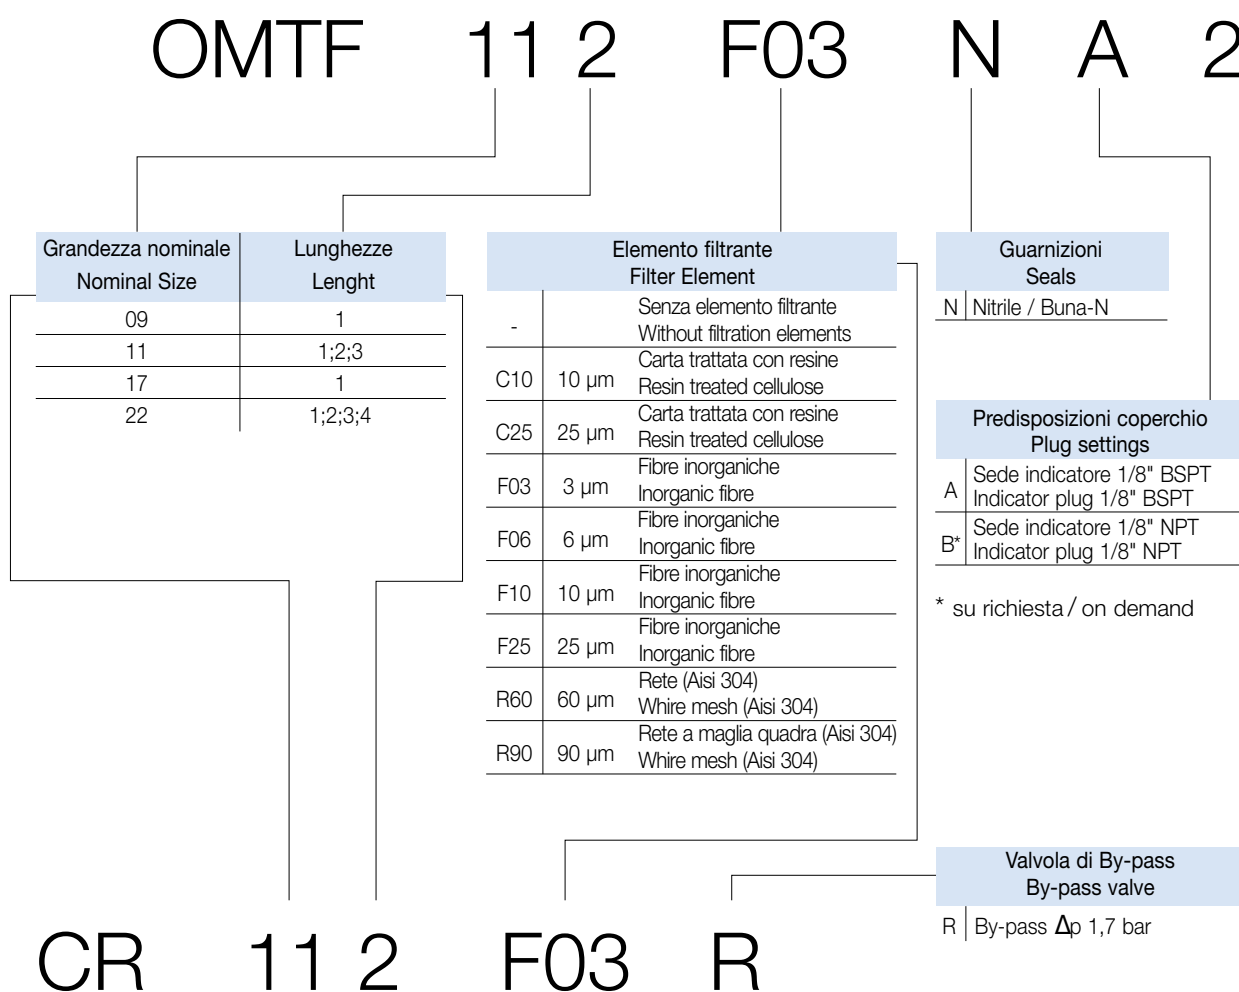 OMTF 11 2 F03 N A 2
Grandezza nominale
Nominal Size
Lunghezze
Lenght
09 1
11 1;2;3
17 1
22 1;2;3;4
Elemento filtrante
Filter Element
- Senza elemento filtrante
Without filtration elements
C10 10 µm Carta trattata con resine
Resin treated cellulose
C25 25 µm Carta trattata con resine
Resin treated cellulose
F03 3 µm Fibre inorganiche
Inorganic fibre
F06 6 µm Fibre inorganiche
Inorganic fibre
F10 10 µm Fibre inorganiche
Inorganic fibre
F25 25 µm Fibre inorganiche
Inorganic fibre
R60 60 µm Rete (Aisi 304)
Whire mesh (Aisi 304)
R90 90 µm Rete a maglia quadra (Aisi 304)
Whire mesh (Aisi 304)
Guarnizioni
Seals
N Nitrile / Buna-N
Predisposizioni coperchio
Plug settings
A Sede indicatore 1/8" BSPT
Indicator plug 1/8" BSPT
B* Sede indicatore 1/8" NPT
Indicator plug 1/8" NPT
* su richiesta / on demand
Valvola di By-pass
By-pass valve
R By-pass Δp 1,7 bar
CR 11 2 F03 R